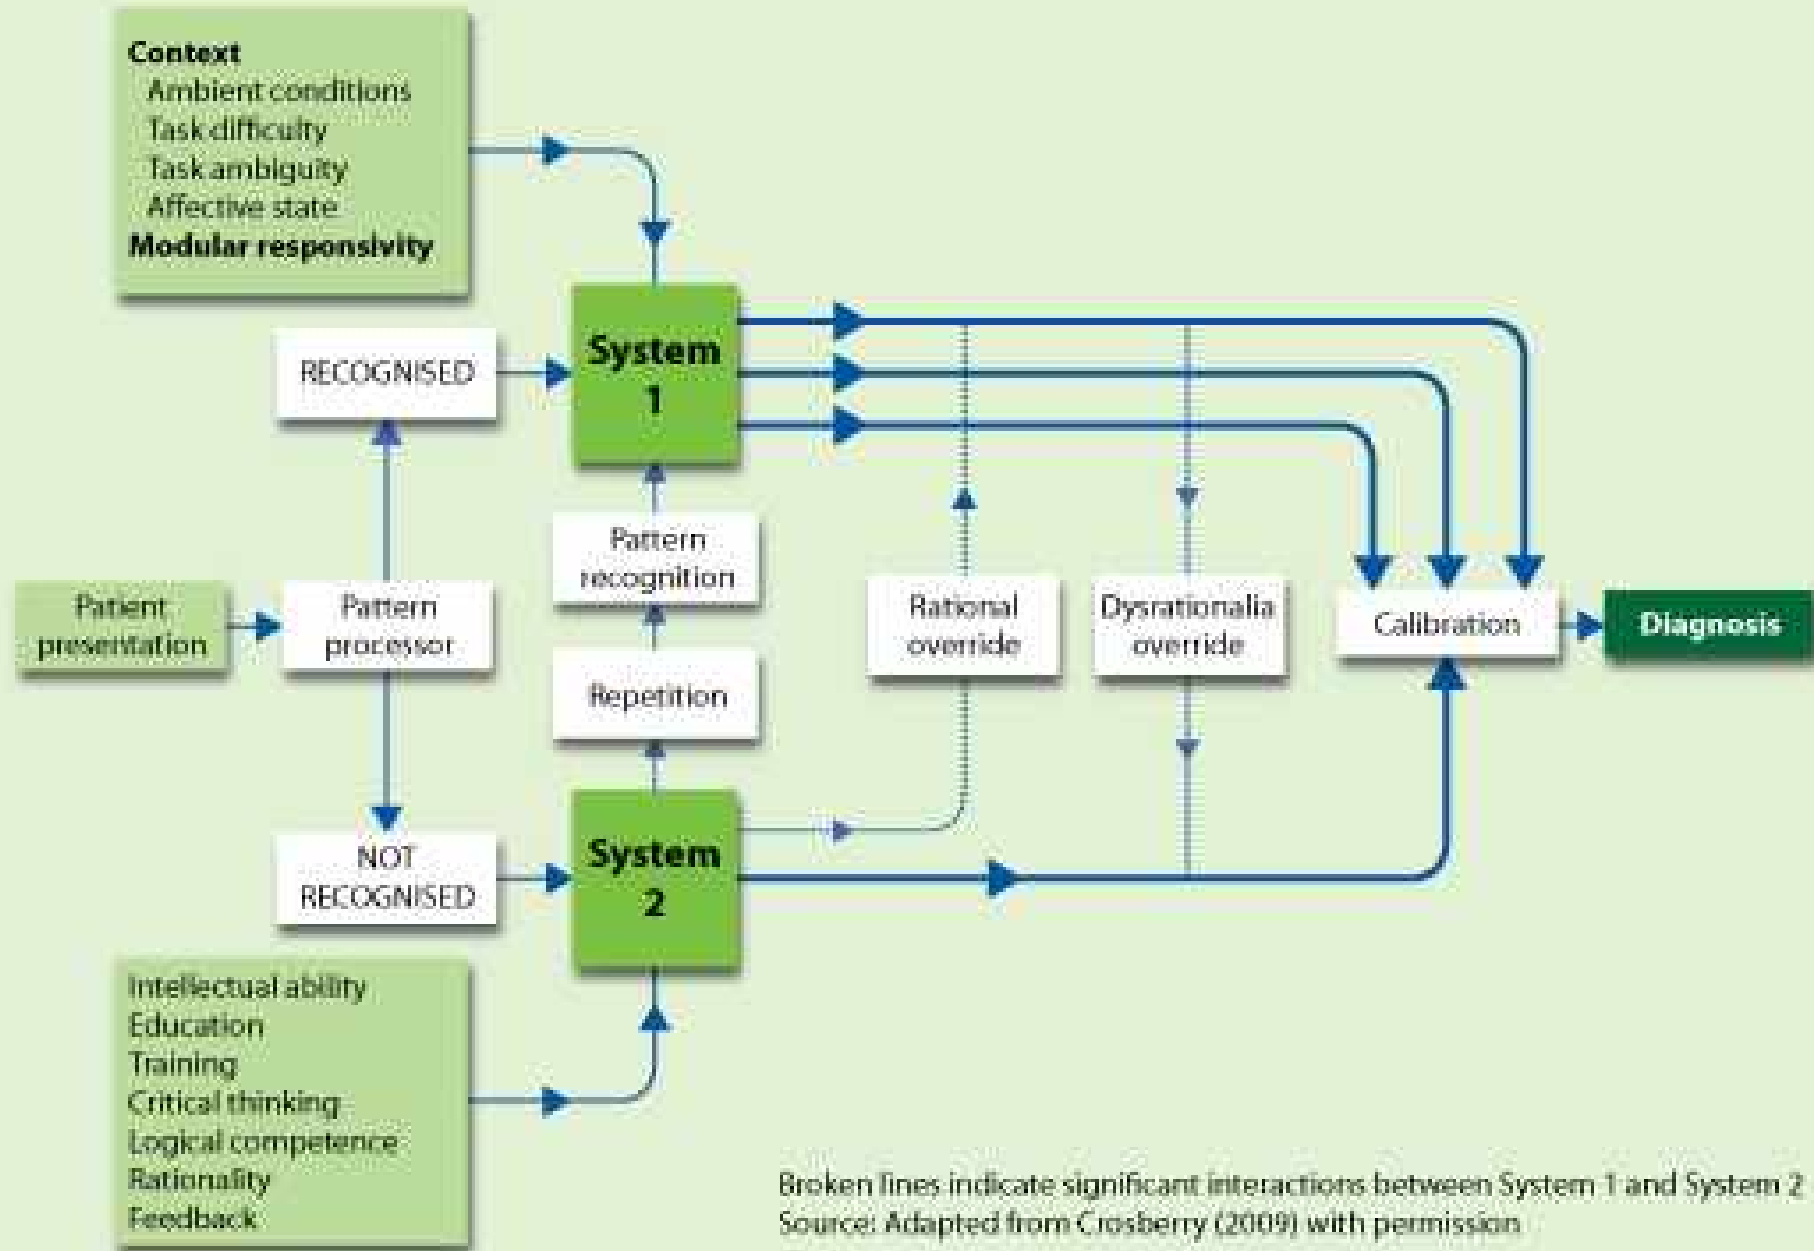 Context
Ambient conditions
Task difficulty
Task ambiguity
Affective state
Modular responsivity
RECOGNISED
System
1
Pattern
recognition
Patient
presentation
Pattern
processor
Repetition
Rational
override
Dysrationalia
override
Calibration
Diagnosis
NOT
RECOGNISED
System
2
Intellectual ability
Education
Training
Critical thinking
Logical competence
Rationality
Feedback
Broken lines indicate significant interactions between System 1 and System 2
Source: Adapted from Crosberry (2009) with permission